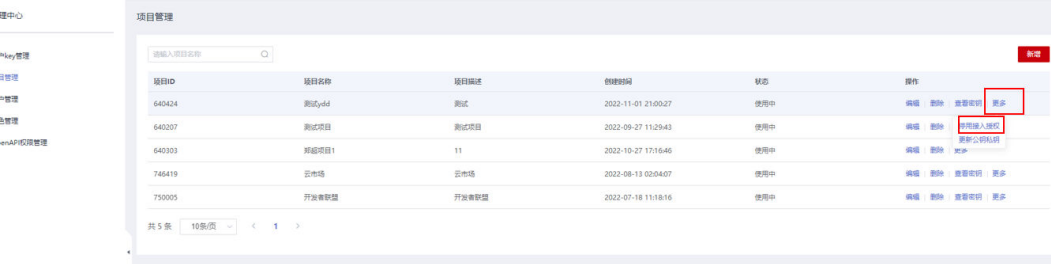 理中心
项目管理
户key管理
目管理
户管理
色管理
penAPI权限管理
请输入项目名称
新增
项目ID 项目名称 项目描述 创建时间 状态 操作
640424 测试ydd 测试 2022-11-01 21:00:27 使用中 编辑 删除 查看密钥 更多
640207 测试项目 测试项目 2022-09-27 11:29:43 使用中 编辑 删除
停用接入授权
更新公钥私钥
640303 郑超项目1 11 2022-10-27 17:16:46 使用中 编辑 删除 更多
746419 云市场 云市场 2022-08-13 02:04:07 使用中 编辑 删除 查看密钥 更多
750005 开发者联盟 开发者联盟 2022-07-18 11:18:16 使用中 编辑 删除 查看密钥 更多
共 5 条 10条/页 < 1 >